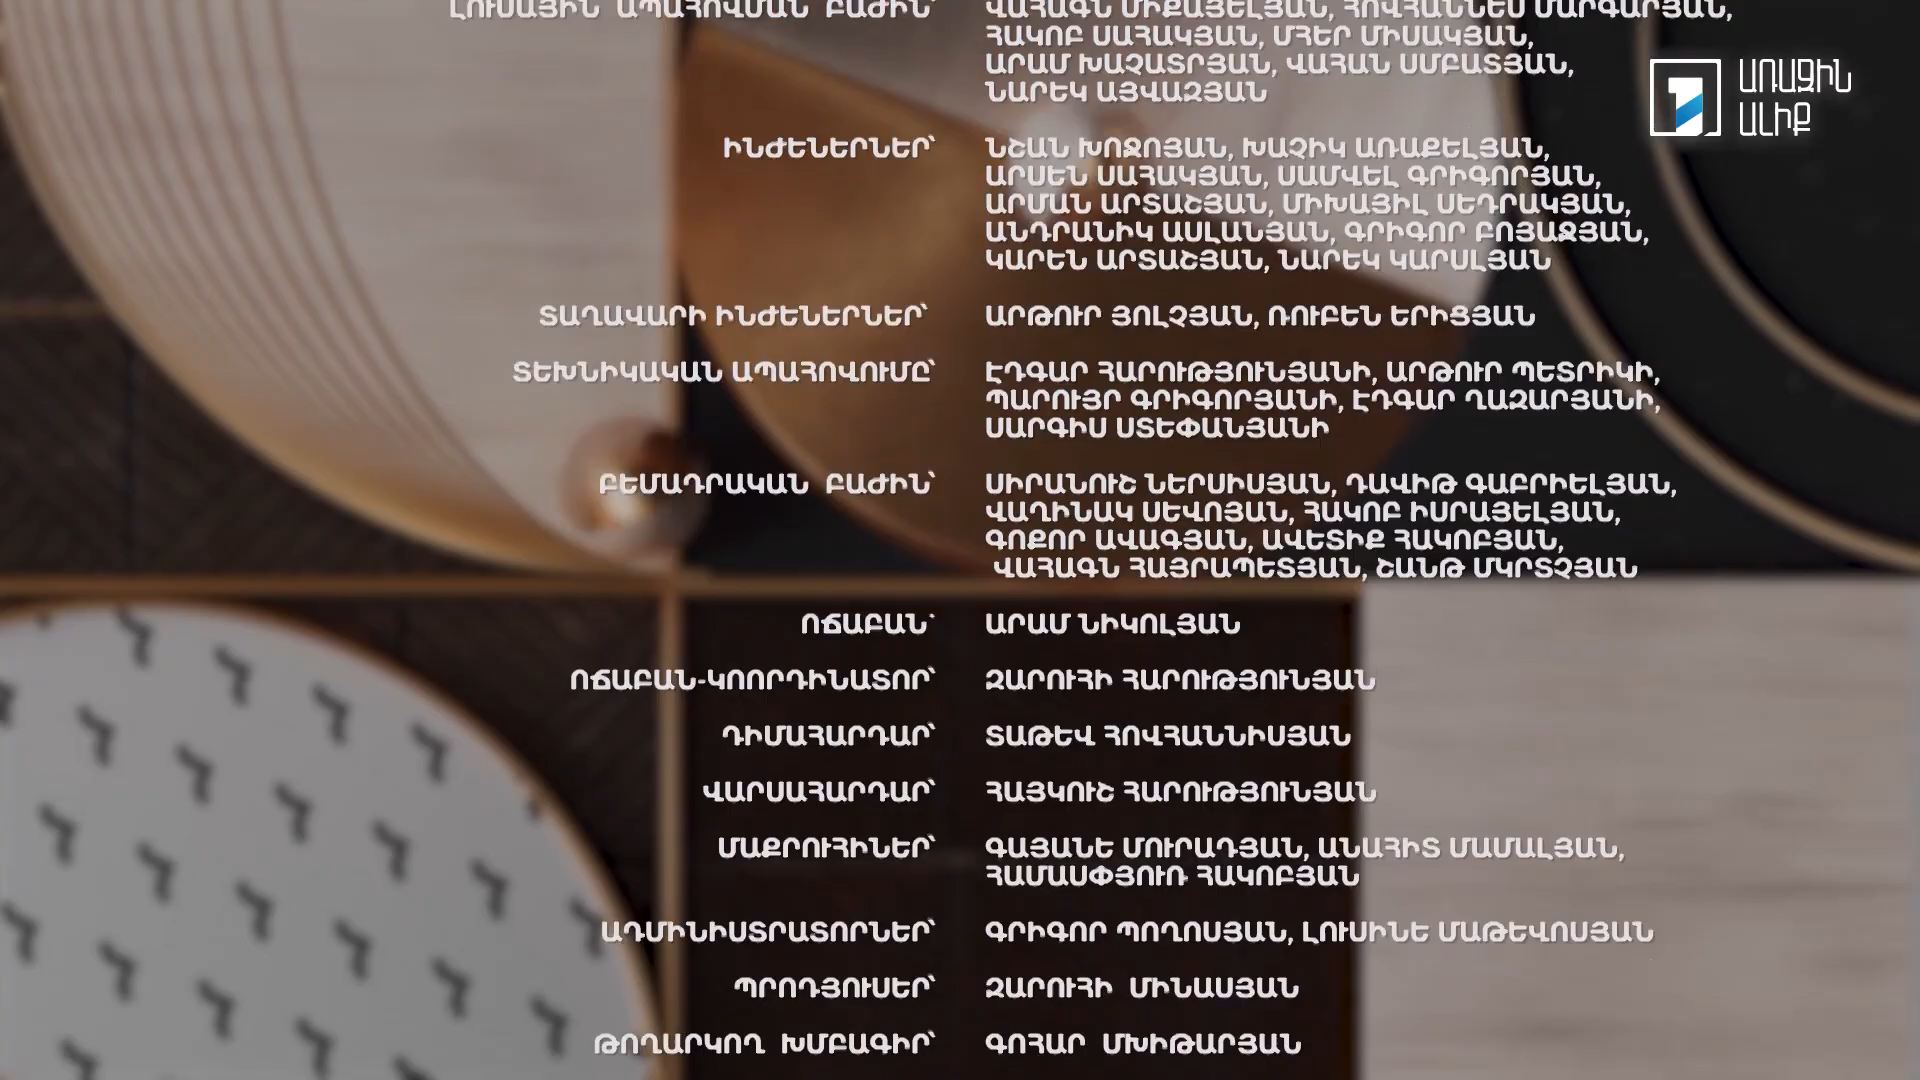 ԼՈՒՍԱՅԻՆ ԱՊԱՀՈՎՄԱՆ ԲԱԺԻՆ՝ ՎԱՀԱԳՆ ՄԻՔԱՅԵԼՅԱՆ, ՀՈՎՀԱՆՆԵՍ ՄԱՐԳԱՐՅԱՆ,
ՀԱԿՈԲ ՍԱՀԱԿՅԱՆ, ՄՀԵՐ ՄԻՍԱԿՅԱՆ,
ԱՐԱՄ ԽԱՉԱՏՐՅԱՆ, ՎԱՀԱՆ ՍՄԲԱՏՅԱՆ,
ՆԱՐԵԿ ԱՅՎԱԶՅԱՆ
ԱՌԱՋԻՆ
ԱԼԻՔ
ԻՆԺԵՆԵՐՆԵՐ՝ ՆՇԱՆ ԽՈՋՈՅԱՆ, ԽԱՉԻԿ ԱՌԱՔԵԼՅԱՆ,
ԱՐՍԵՆ ՍԱՀԱԿՅԱՆ, ՍԱՄՎԵԼ ԳՐԻԳՈՐՅԱՆ,
ԱՐՄԱՆ ԱՐՏԱՇՅԱՆ, ՄԻԽԱՅԻԼ ՍԵԴՐԱԿՅԱՆ,
ԱՆԴՐԱՆԻԿ ԱՍԼԱՆՅԱՆ, ԳՐԻԳՈՐ ԲՈՅԱՋՅԱՆ,
ԿԱՐԵՆ ԱՐՏԱՇՅԱՆ, ՆԱՐԵԿ ԿԱՐՍԼՅԱՆ
ՏԱՂԱՎԱՐԻ ԻՆԺԵՆԵՐՆԵՐ՝ ԱՐԹՈՒՐ ՅՈԼՉՅԱՆ, ՌՈՒԲԵՆ ԵՐԻՑՅԱՆ
ՏԵԽՆԻԿԱԿԱՆ ԱՊԱՀՈՎՈՒՄԸ՝ ԷԴԳԱՐ ՀԱՐՈՒԹՅՈՒՆՅԱՆԻ, ԱՐԹՈՒՐ ՊԵՏՐԻԿԻ,
ՊԱՐՈՒՅՐ ԳՐԻԳՈՐՅԱՆԻ, ԷԴԳԱՐ ՂԱԶԱՐՅԱՆԻ,
ՍԱՐԳԻՍ ՍՏԵՓԱՆՅԱՆԻ
ԲԵՄԱԴՐԱԿԱՆ ԲԱԺԻՆ՝ ՍԻՐԱՆՈՒՇ ՆԵՐՍԻՍՅԱՆ, ԴԱՎԻԹ ԳԱԲՐԻԵԼՅԱՆ,
ՎԱՂԻՆԱԿ ՍԵՎՈՅԱՆ, ՀԱԿՈԲ ԻՍՐԱՅԵԼՅԱՆ,
ԳՈՔՈՐ ԱՎԱԳՅԱՆ, ԱՎԵՏԻՔ ՀԱԿՈԲՅԱՆ,
ՎԱՀԱԳՆ ՀԱՅՐԱՊԵՏՅԱՆ, ՇԱՆԹ ՄԿՐՏՉՅԱՆ
ՈՃԱԲԱՆ՝ ԱՐԱՄ ՆԻԿՈԼՅԱՆ
ՈՃԱԲԱՆ-ԿՈՈՐԴԻՆԱՏՈՐ՝ ԶԱՐՈՒՀԻ ՀԱՐՈՒԹՅՈՒՆՅԱՆ
ԴԻՄԱՀԱՐԴԱՐ՝ ՏԱԹԵՎ ՀՈՎՀԱՆՆԻՍՅԱՆ
ՎԱՐՍԱՀԱՐԴԱՐ՝ ՀԱՅԿՈՒՇ ՀԱՐՈՒԹՅՈՒՆՅԱՆ
ՄԱՔՐՈՒՀԻՆԵՐ՝ ԳԱՅԱՆԵ ՄՈՒՐԱԴՅԱՆ, ԱՆԱՀԻՏ ՄԱՄԱԼՅԱՆ,
ՀԱՄԱՍՓՅՈՒՌ ՀԱԿՈԲՅԱՆ
ԱԴՄԻՆԻՍՏՐԱՏՈՐՆԵՐ՝ ԳՐԻԳՈՐ ՊՈՂՈՍՅԱՆ, ԼՈՒՍԻՆԵ ՄԱԹԵՎՈՍՅԱՆ
ՊՐՈԴՅՈՒՍԵՐ՝ ԶԱՐՈՒՀԻ ՄԻՆԱՍՅԱՆ
ԹՈՂԱՐԿՈՂ ԽՄԲԱԳԻՐ՝ ԳՈՀԱՐ ՄԽԻԹԱՐՅԱՆ